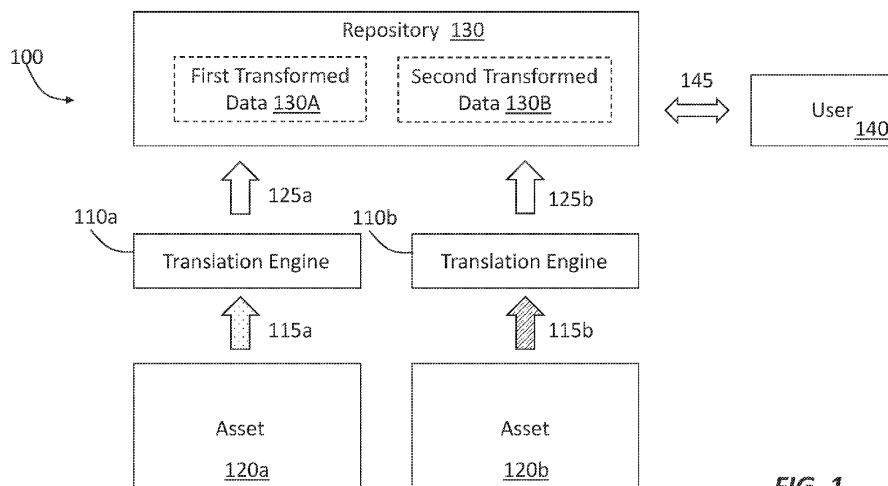 Repository 130
100
First Transformed
Data 130A
Second Transformed
Data 130B
145
User
140
125a
125b
110a
110b
Translation Engine
Translation Engine
115a
115b
Asset
120a
Asset
120b
FIG. 1